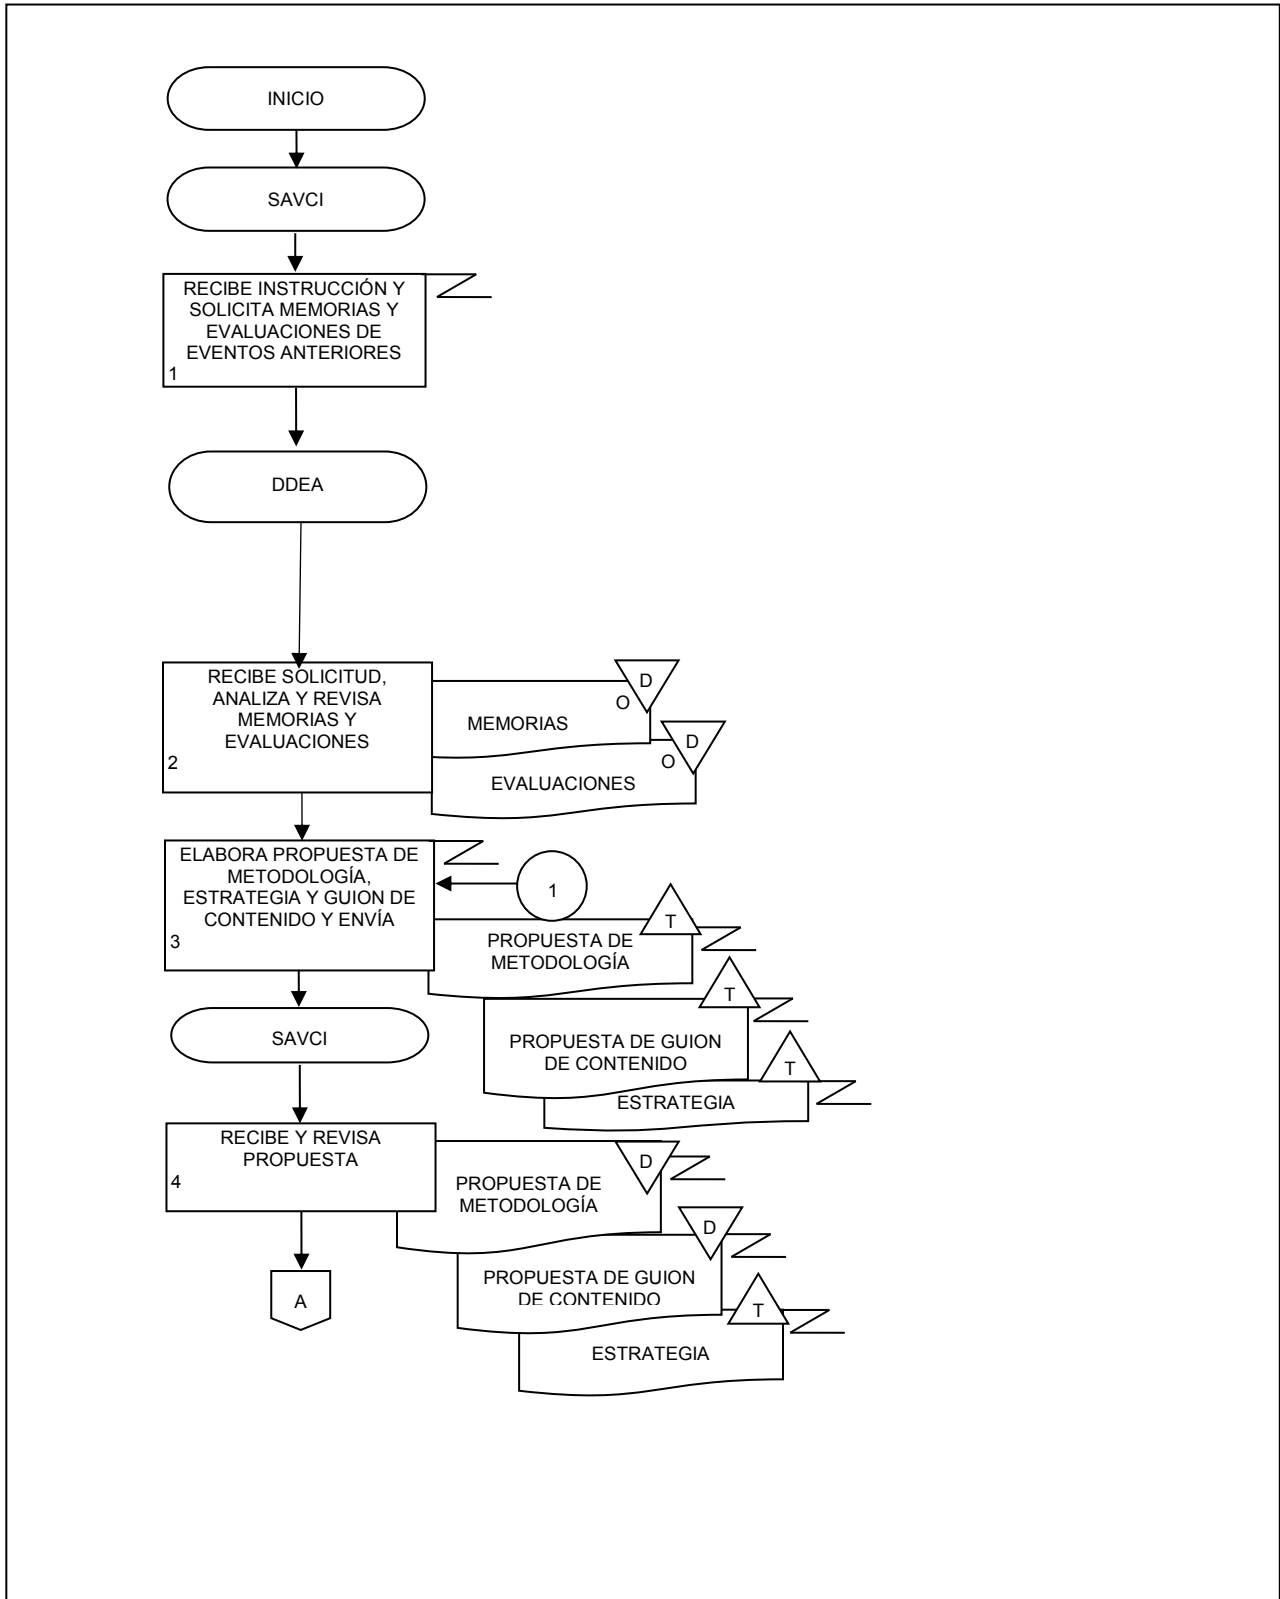 INICIO
SAVCI
RECIBE INSTRUCCIÓN Y
SOLICITA MEMORIAS Y
EVALUACIONES DE
EVENTOS ANTERIORES
1
DDEA
RECIBE SOLICITUD,
ANALIZA Y REVISA
MEMORIAS Y
EVALUACIONES
2
D
O
MEMORIAS
D
O
EVALUACIONES
ELABORA PROPUESTA DE
METODOLOGÍA,
ESTRATEGIA Y GUION DE
CONTENIDO Y ENVÍA
3
1
T
PROPUESTA DE
METODOLOGÍA
T
PROPUESTA DE GUION
DE CONTENIDO
T
ESTRATEGIA
SAVCI
RECIBE Y REVISA
PROPUESTA
4
D
PROPUESTA DE
METODOLOGÍA
D
PROPUESTA DE GUION
DE CONTENIDO
T
ESTRATEGIA
A